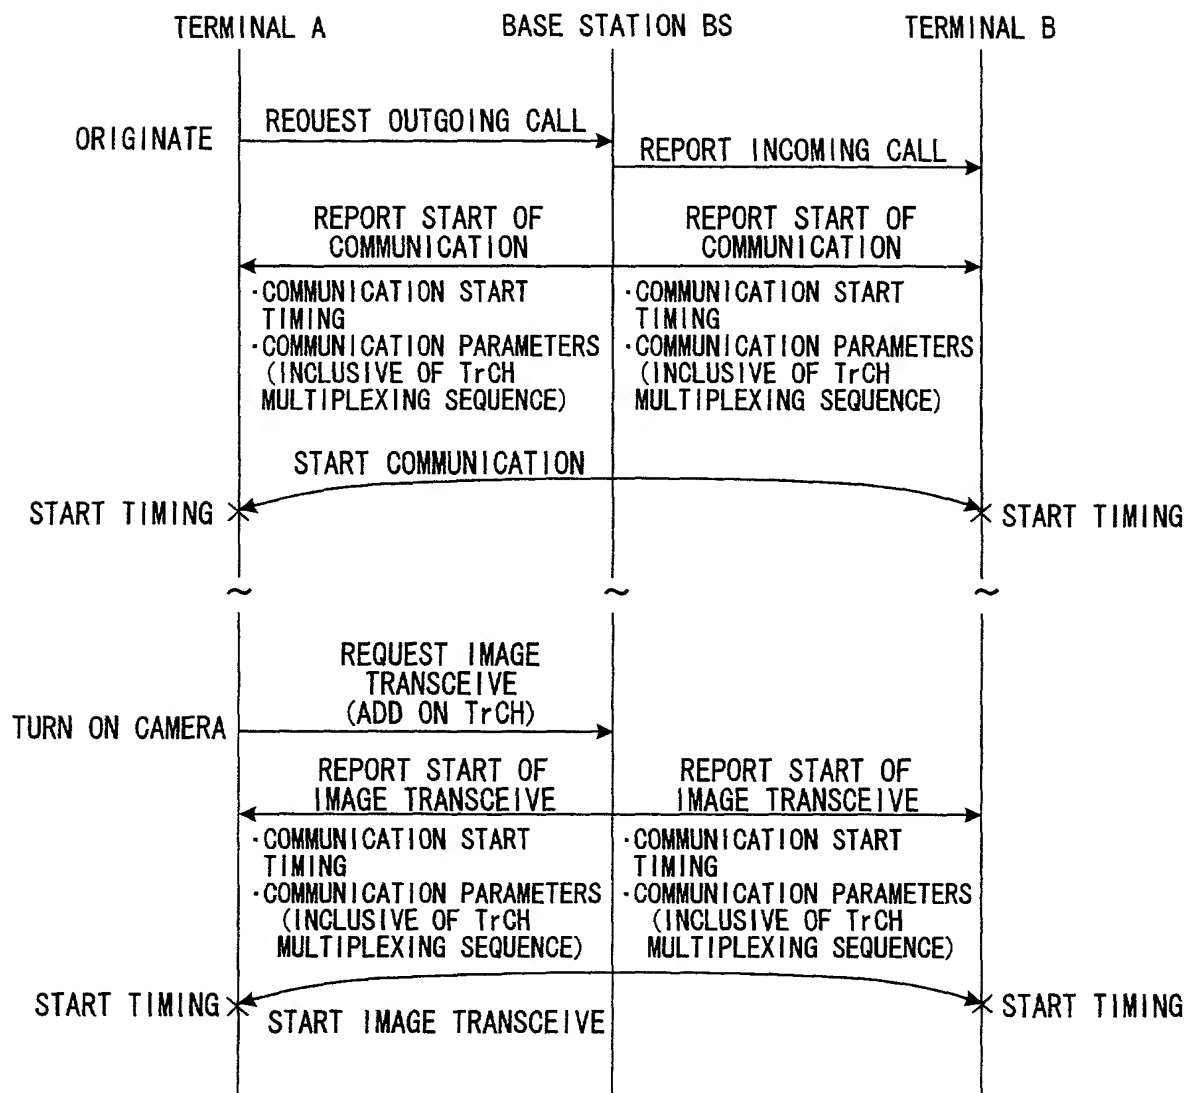 TERMINAL A BASE STATION BS TERMINAL B
ORIGINATE
REOUEST OUTGOING CALL
REPORT INCOMING CALL
REPORT START OF
COMMUNICATION
REPORT START OF
COMMUNICATION
·COMMUNICATION START
TIMING
·COMMUNICATION PARAMETERS
(INCLUSIVE OF TrCH
MULTIPLEXING SEQUENCE)
·COMMUNICATION START
TIMING
·COMMUNICATION PARAMETERS
(INCLUSIVE OF TrCH
MULTIPLEXING SEQUENCE)
START COMMUNICATION
START TIMING
START TIMING
~ ~ ~
REQUEST IMAGE
TRANSCEIVE
(ADD ON TrCH)
TURN ON CAMERA
REPORT START OF
IMAGE TRANSCEIVE
REPORT START OF
IMAGE TRANSCEIVE
·COMMUNICATION START
TIMING
·COMMUNICATION PARAMETERS
(INCLUSIVE OF TrCH
MULTIPLEXING SEQUENCE)
·COMMUNICATION START
TIMING
·COMMUNICATION PARAMETERS
(INCLUSIVE OF TrCH
MULTIPLEXING SEQUENCE)
START TIMING
START IMAGE TRANSCEIVE
START TIMING